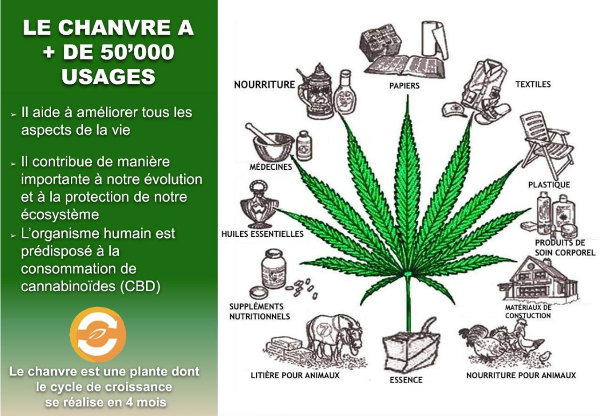 LE CHANVRE A
+ DE 50’000
USAGES
➢ Il aide à améliorer tous les
aspects de la vie
➢ Il contribue de manière
importante à notre évolution
et à la protection de notre
écosystème
➢ L’organisme humain est
prédisposé à la
consommation de
cannabinoïdes (CBD)
Le chanvre est une plante dont
le cycle de croissance
se réalise en 4 mois
NOURRITURE
PAPIERS
TEXTILES
MÉDECINES
PLASTIQUE
HUILES ESSENTIELLES
PRODUITS DE
SOIN CORPOREL
SUPPLÉMENTS
NUTRITIONNELS
MATÉRIAUX DE
CONSTUCTION
LITIÈRE POUR ANIMAUX
ESSENCE
NOURRITURE POUR ANIMAUX